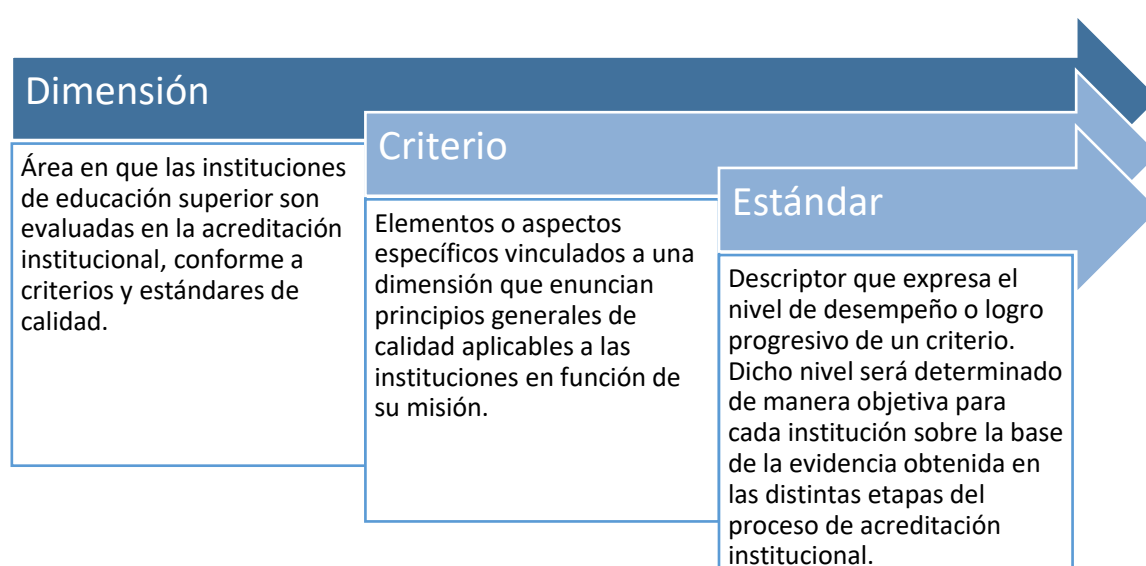 Dimensión
Área en que las instituciones
de educación superior son
evaluadas en la acreditación
institucional, conforme a
criterios y estándares de
calidad.
Criterio
Elementos o aspectos
específicos vinculados a una
dimensión que enuncian
principios generales de
calidad aplicables a las
instituciones en función de
su misión.
Estándar
Descriptor que expresa el
nivel de desempeño o logro
progresivo de un criterio.
Dicho nivel será determinado
de manera objetiva para
cada institución sobre la base
de la evidencia obtenida en
las distintas etapas del
proceso de acreditación
institucional.